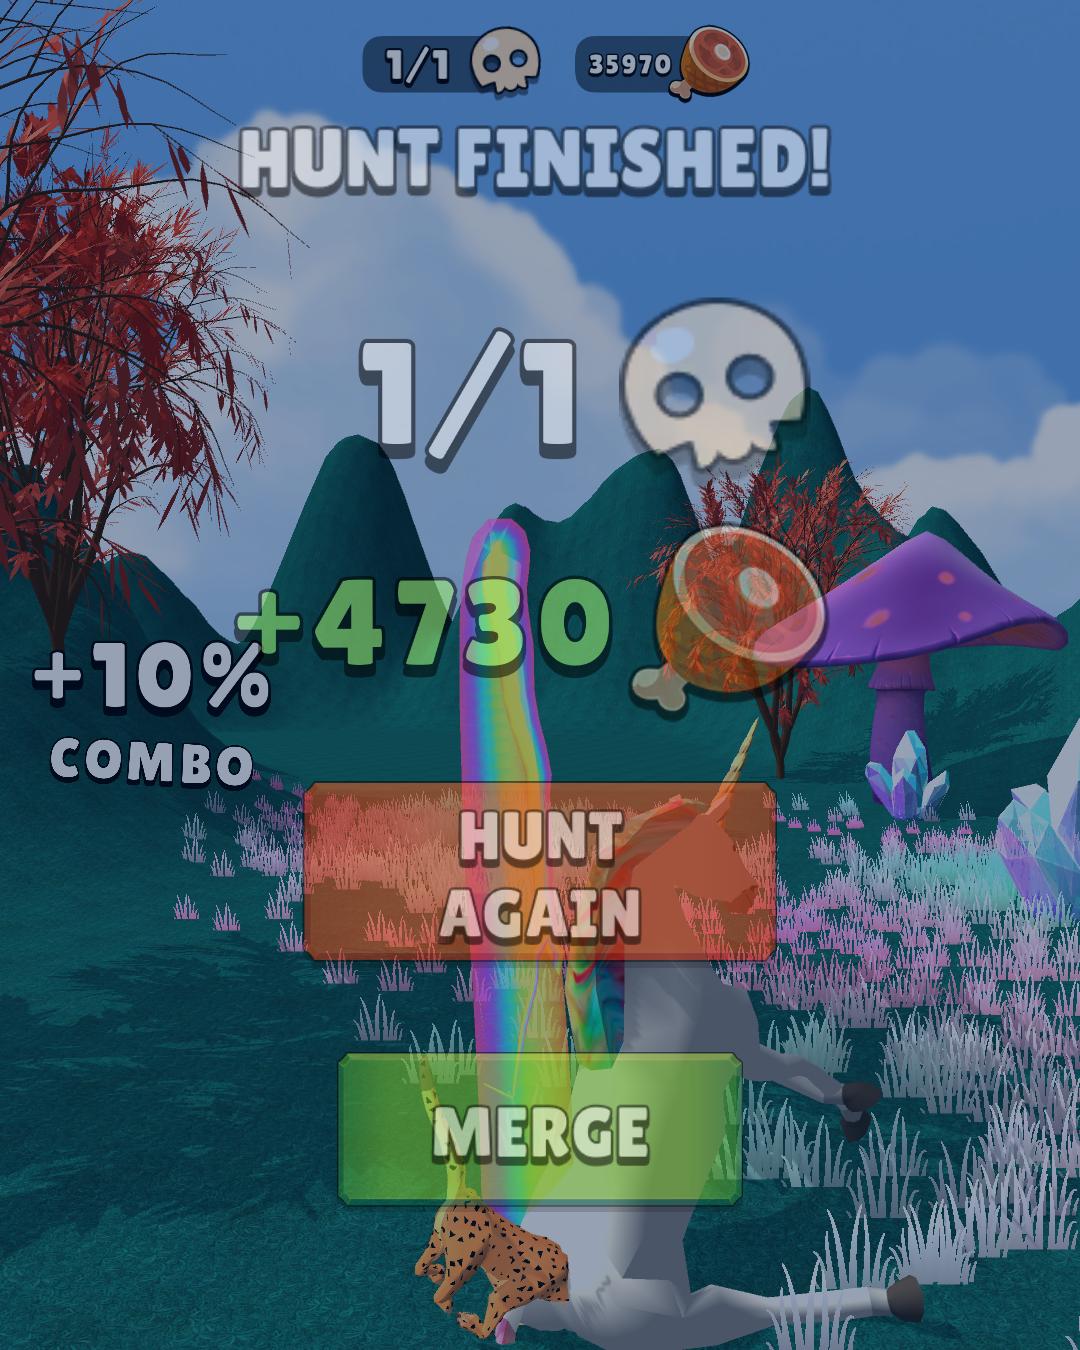 1/1
35970
HUNT FINISHED!
1/1
+4730
+10%
COMBO
HUNT
AGAIN
MERGE